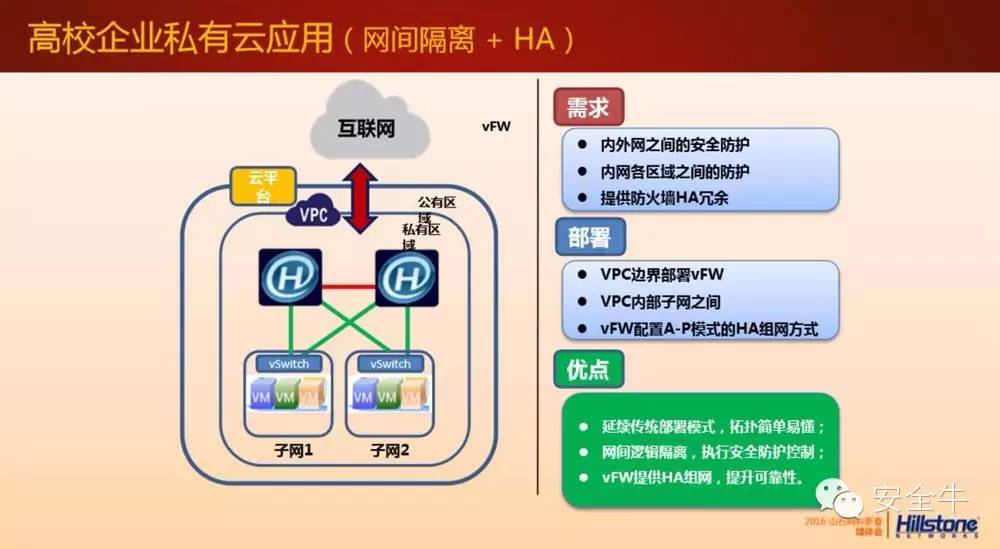 高校企业私有云应用（网间隔离 + HA）
互联网
vFW
云平
台
VPC
公有区
域
私有区
域
H
H
vSwitch
vSwitch
VM VM VM
VM VM VM
子网1
子网2
需求
● 内外网之间的安全防护
● 内网各区域之间的防护
● 提供防火墙HA冗余
部署
● VPC边界部署vFW
● VPC内部子网之间
● vFW配置A-P模式的HA组网方式
优点
● 延续传统部署模式，拓扑简单易懂；
● 网间逻辑隔离，执行安全防护控制；
● vFW提供HA组网，提升可靠性。
安全牛
2016 山石网科新春
媒体会
Hillstone
NETWORKS